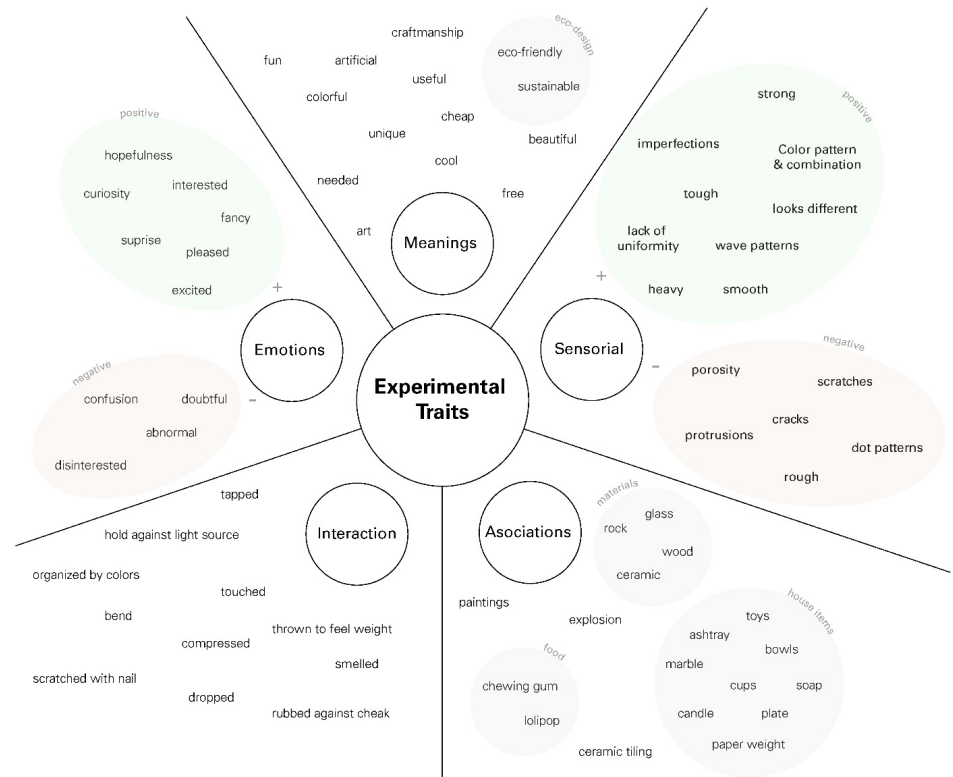 craftmanship
eco-design
eco-friendly
sustainable
fun
artificial
useful
colorful
cheap
unique
beautiful
cool
needed
free
art
Meanings
positive
hopefulness
interested
curiosity
fancy
suprise
pleased
excited
+
Emotions
negative
-
confusion
doubtful
abnormal
disinterested
strong
positive
imperfections
Color pattern
& combination
tough
looks different
lack of
uniformity
wave patterns
heavy
smooth
+
Sensorial
-
negative
porosity
scratches
cracks
protrusions
dot patterns
rough
Experimental
Traits
Interaction
tapped
hold against light source
organized by colors
touched
bend
thrown to feel weight
compressed
smelled
scratched with nail
dropped
rubbed against cheak
Asociations
materials
glass
rock
wood
ceramic
paintings
explosion
food
chewing gum
lolipop
ceramic tiling
house items
toys
ashtray
bowls
marble
cups
soap
candle
plate
paper weight